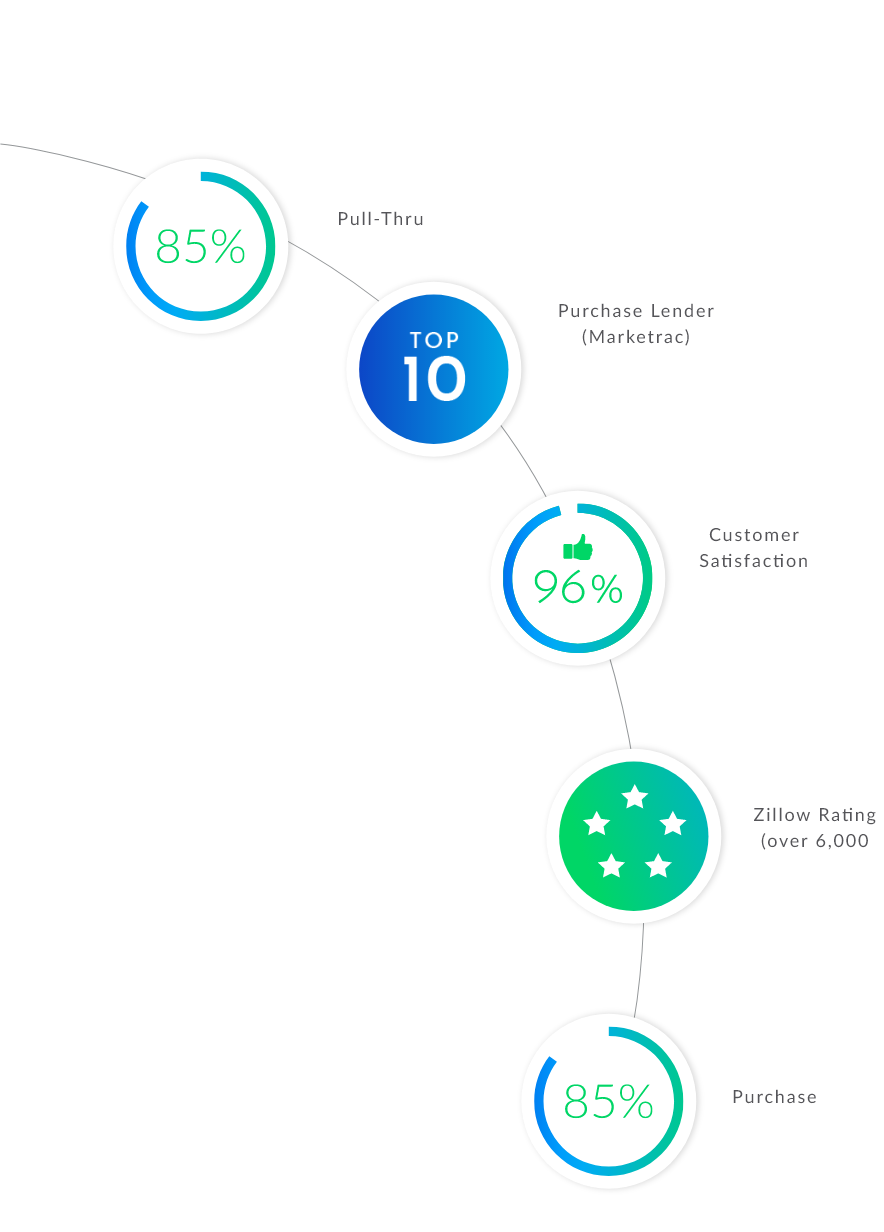 85%
Pull-Thru
TOP
10
Purchase Lender
(Marketrac)
96%
Customer
Satisfaction
Zillow Rating
(over 6,000
85%
Purchase